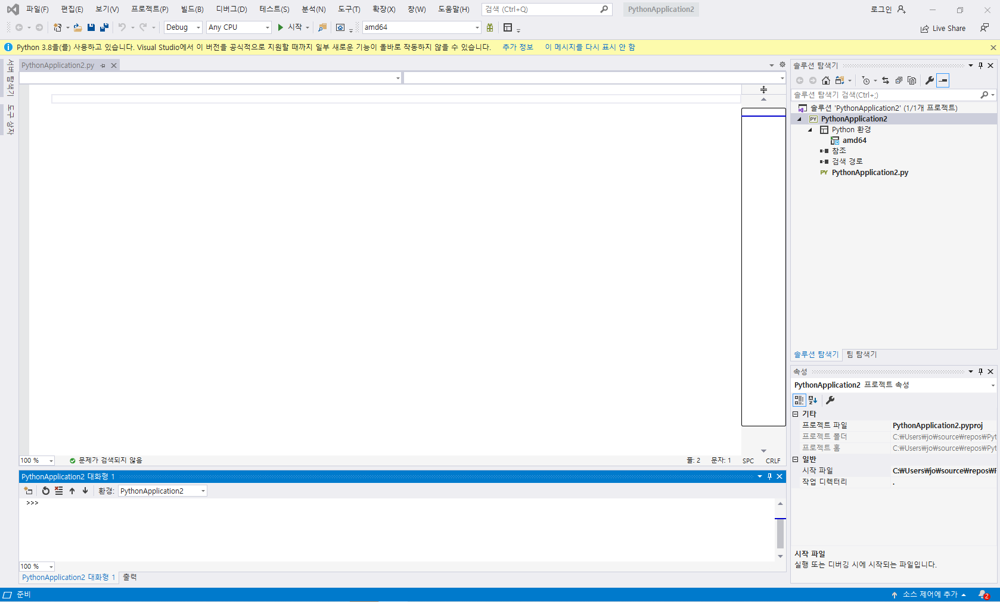 파일(F) 편집(E) 보기(V) 프로젝트(P) 빌드(B) 디버그(D) 테스트(S) 분석(N) 도구(T) 확장(X) 창(W) 도움말(H) 검색 (Ctrl+Q) PythonApplication2 로그인
Debug Any CPU 시작 amd64 Live Share
Python 3.8을(를) 사용하고 있습니다. Visual Studio에서 이 버전을 공식적으로 지원할 때까지 일부 새로운 기능이 올바로 작동하지 않을 수 있습니다. 추가 정보 이 메시지를 다시 표시 안 함
서버 탐색기
도구 상자
PythonApplication2.py
100 % 문제가 검색되지 않음 줄: 2 문자: 1 SPC CRLF
PythonApplication2 대화형 1
환경: PythonApplication2
>>>
100 %
PythonApplication2 대화형 1 출력
솔루션 탐색기
솔루션 탐색기 검색(Ctrl+;)
솔루션 'PythonApplication2' (1/1개 프로젝트)
PY PythonApplication2
Python 환경
amd64
참조
검색 경로
PY PythonApplication2.py
솔루션 탐색기 팀 탐색기
속성
PythonApplication2 프로젝트 속성
기타
프로젝트 파일 PythonApplication2.pyproj
프로젝트 폴더 C:₩Users₩jo₩source₩repos₩Pyt
프로젝트 홈 C:₩Users₩jo₩source₩repos₩Pyt
일반
시작 파일 C:₩Users₩jo₩source₩repos₩F
작업 디렉터리 .
시작 파일
실행 또는 디버깅 시에 시작되는 파일입니다.
준비 소스 제어에 추가 2